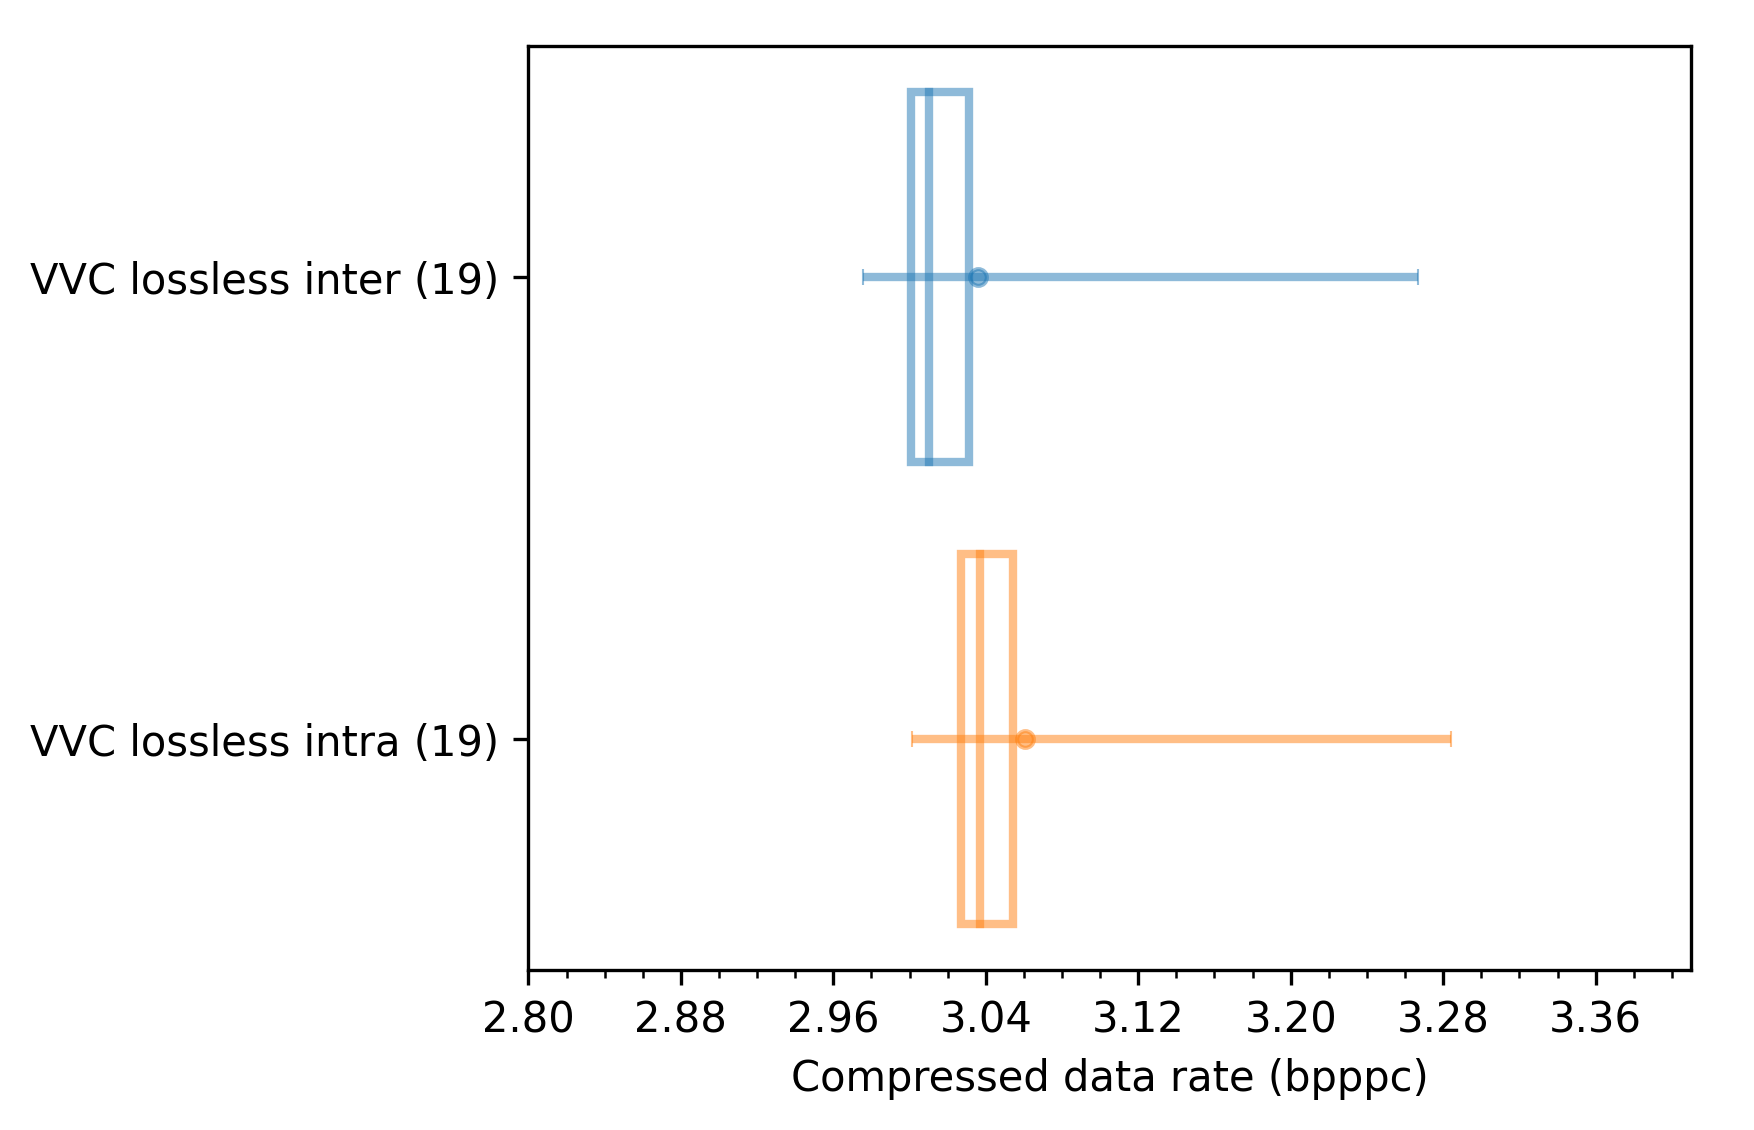 VVC lossless inter (19)
VVC lossless intra (19)
2.80 2.88 2.96 3.04 3.12 3.20 3.28 3.36
Compressed data rate (bpppc)